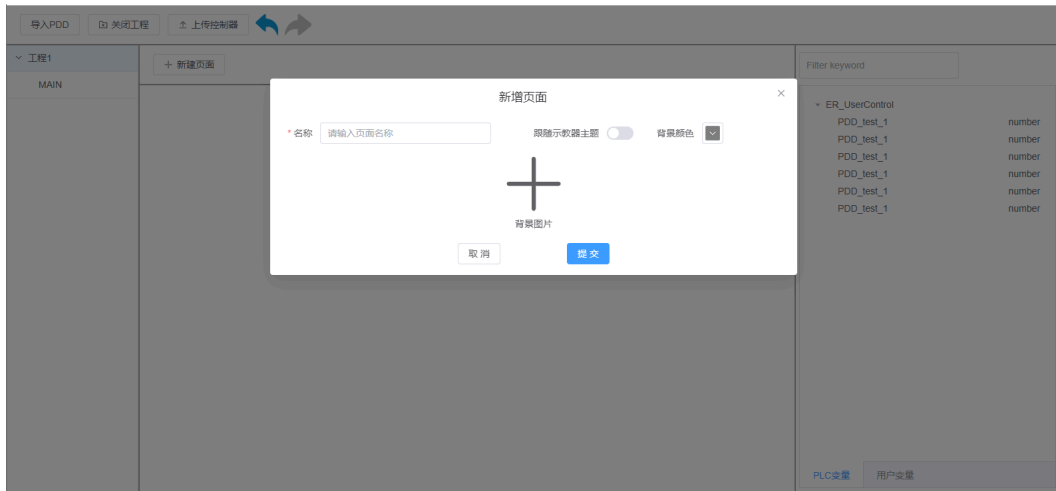 导入PDD 关闭工程 上传控制器
工程1
MAIN
新建页面
Filter keyword
新增页面
* 名称 请输入页面名称 跟随示教器主题 背景颜色
背景图片
取消 提交
ER_UserControl
PDD_test_1 number
PDD_test_1 number
PDD_test_1 number
PDD_test_1 number
PDD_test_1 number
PDD_test_1 number
PLC变量 用户变量